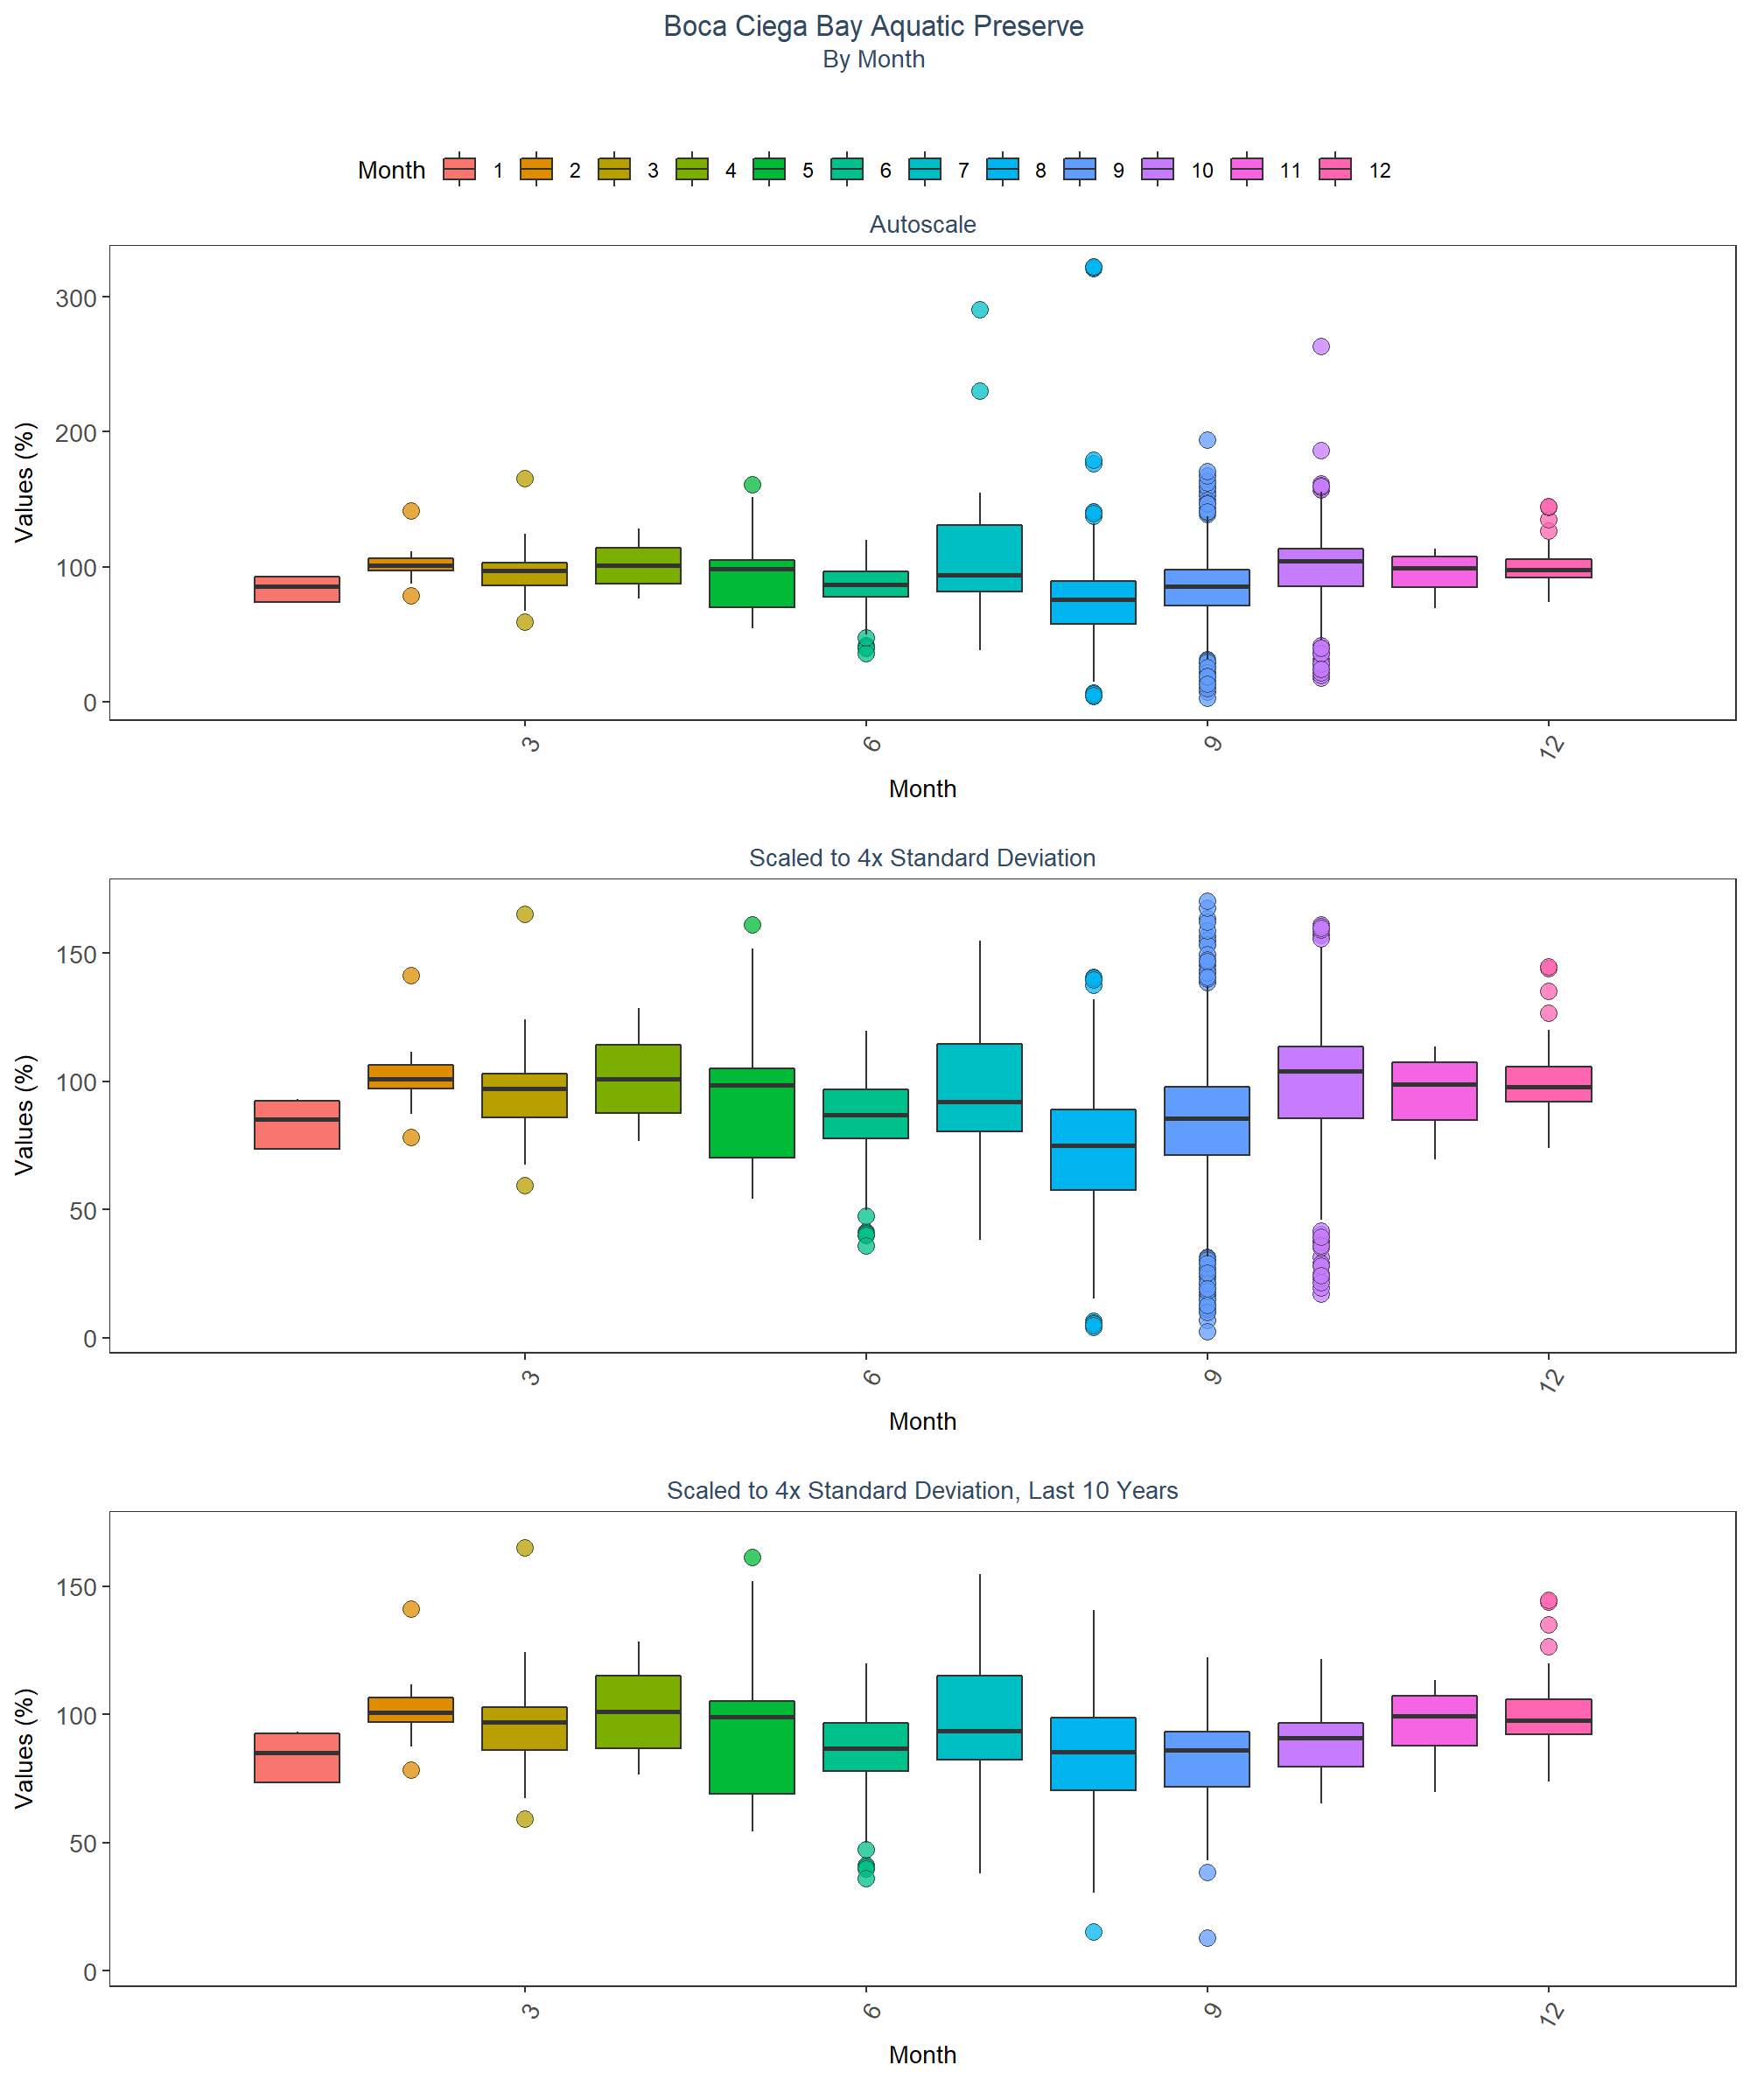 Boca Ciega Bay Aquatic Preserve
By Month
Month 1 2 3 4 5 6 7 8 9 10 11 12
Autoscale
Values (%)
300
200
100
0
3 6 9 12
Month
Scaled to 4x Standard Deviation
Values (%)
150
100
50
0
3 6 9 12
Month
Scaled to 4x Standard Deviation, Last 10 Years
Values (%)
150
100
50
0
3 6 9 12
Month